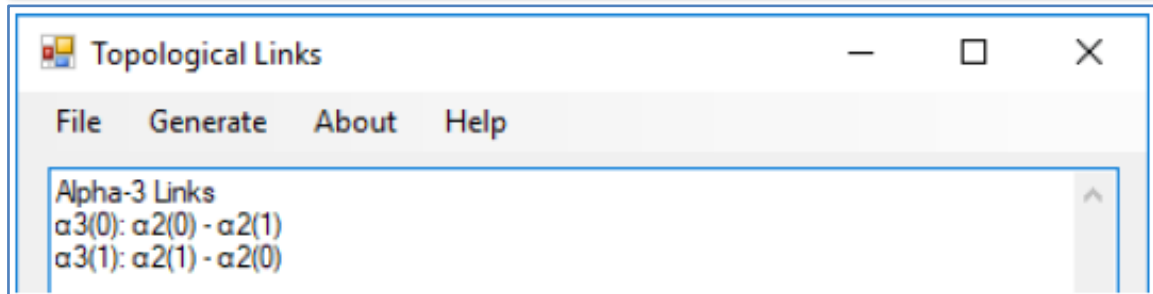 Topological Links
File Generate About Help
Alpha-3 Links
α3(0): α2(0) - α2(1)
α3(1): α2(1) - α2(0)